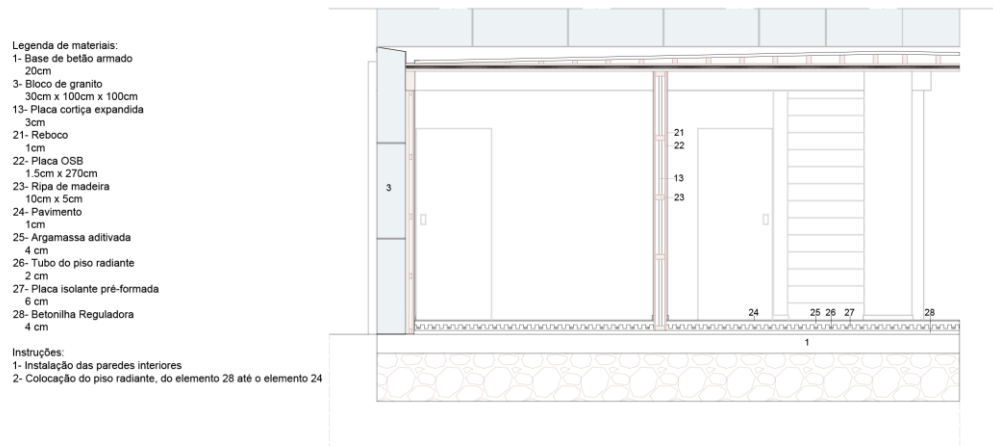 Legenda de materiais:
1- Base de betão armado
20cm
3- Bloco de granito
30cm x 100cm x 100cm
13- Placa cortiça expandida
3cm
21- Reboco
1cm
22- Placa OSB
1.5cm x 270cm
23- Ripa de madeira
10cm x 5cm
24- Pavimento
1cm
25- Argamassa aditivada
4 cm
26- Tubo do piso radiante
2 cm
27- Placa isolante pré-formada
6 cm
28- Betonilha Reguladora
4 cm
Instruções:
1- Instalação das paredes interiores
2- Colocação do piso radiante, do elemento 28 até o elemento 24
3
21
22
13
23
24
25
26
27
28
1